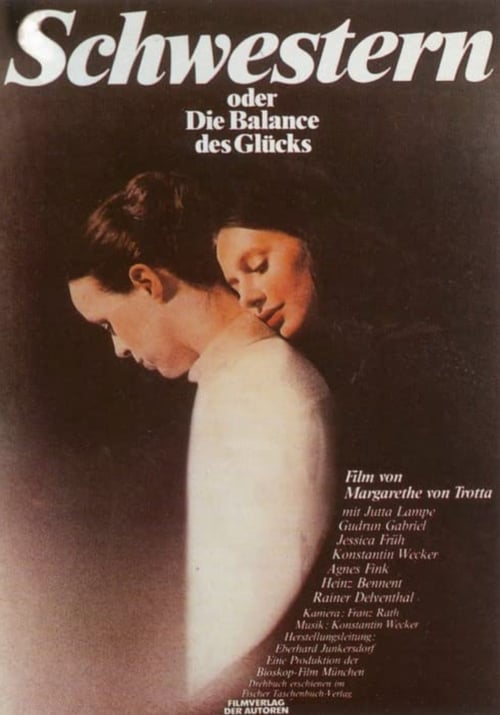 Schwestern
oder
Die Balance
des Glücks
Film von
Margarethe von Trotta
mit Jutta Lampe
Gudrun Gabriel
Jessica Früh
Konstantin Wecker
Agnes Fink
Heinz Bennent
Rainer Delventhal
Kamera: Franz Rath
Musik: Konstantin Wecker
Herstellungsleitung:
Eberhard Junkersdorf
Eine Produktion der
Bioskop-Film München
Drehbuch erschienen im
Fischer Taschenbuch-Verlag
FILMVERLAG
DER AUTOREN